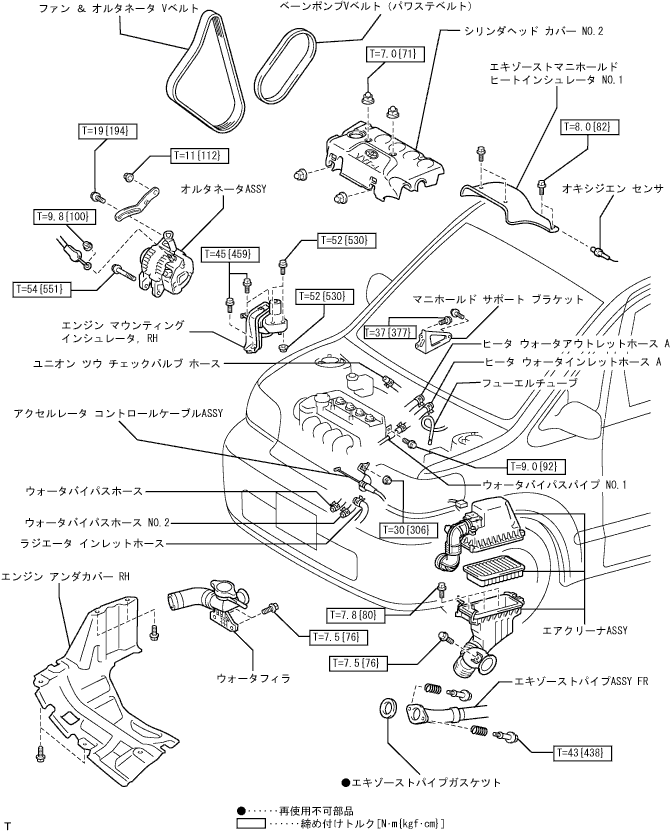 ファン & オルタネータ Vベルト
ベーンポンプVベルト (パワステベルト)
シリンダヘッド カバー NO.2
T=7.0{71}
エキゾーストマニホールド
ヒートインシュレータ NO.1
T=8.0{82}
T=19{194}
T=11{112}
オルタネータASSY
オキシジェン センサ
T=9.8{100}
T=45{459}
T=52{530}
T=54{551}
T=52{530}
マニホールド サポート ブラケット
エンジン マウンティング
インシュレータ, RH
T=37{377}
ヒータ ウォータアウトレットホース A
ユニオン ツウ チェックバルブ ホース
ヒータ ウォータインレットホース A
フューエルチューブ
アクセルレータ コントロールケーブルASSY
T=9.0{92}
ウォータバイパスパイプ NO.1
ウォータバイパスホース
ウォータバイパスホース NO.2
T=30{306}
ラジエータ インレットホース
エンジン アンダカバー RH
T=7.8{80}
T=7.5{76}
エアクリーナASSY
T=7.5{76}
ウォータフィラ
エキゾーストパイプASSY FR
T=43{438}
●エキゾーストパイプガスケット
●‥‥‥再使用不可部品
‥‥‥締め付けトルク[N·m{kgf·cm}]
T